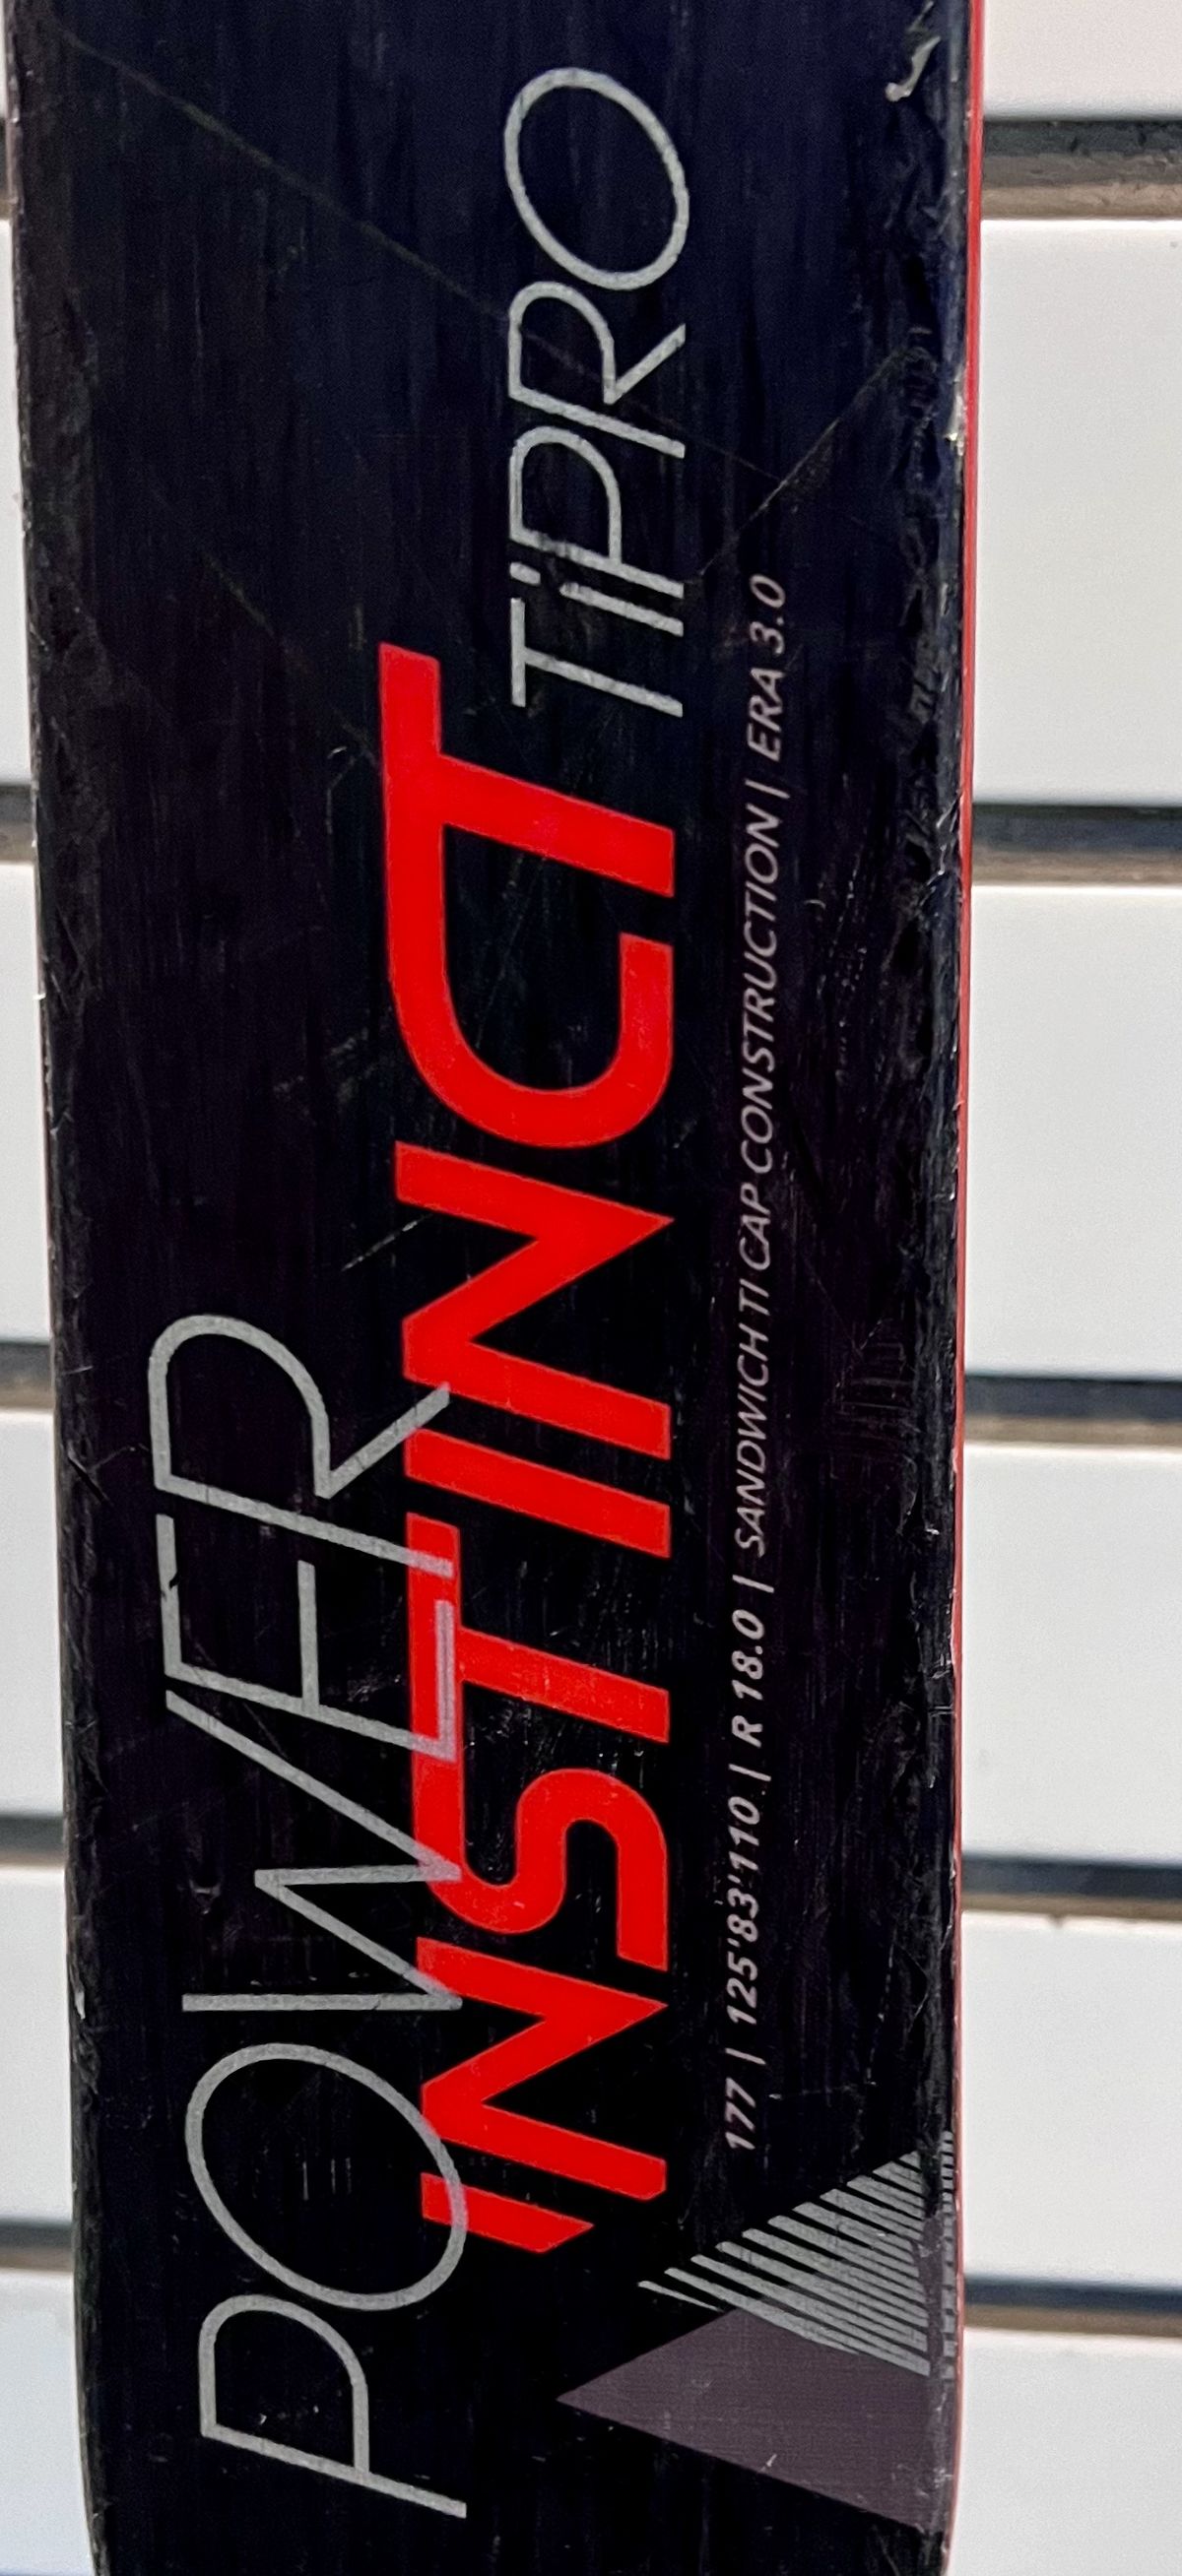 POWER
INSTINCT TiPRO
177 | 125'83'110 | R 18.0 | SANDWICH TI CAP CONSTRUCTION | ERA 3.0